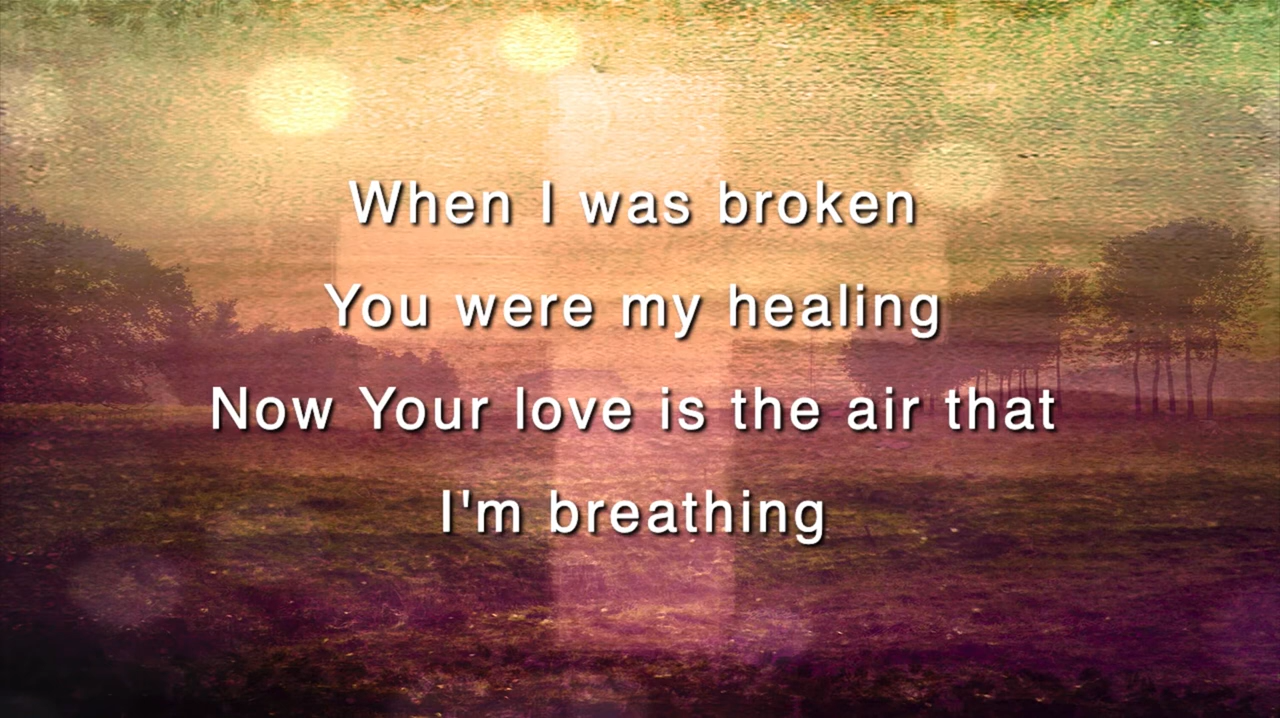 When I was broken
You were my healing
Now Your love is the air that
I'm breathing